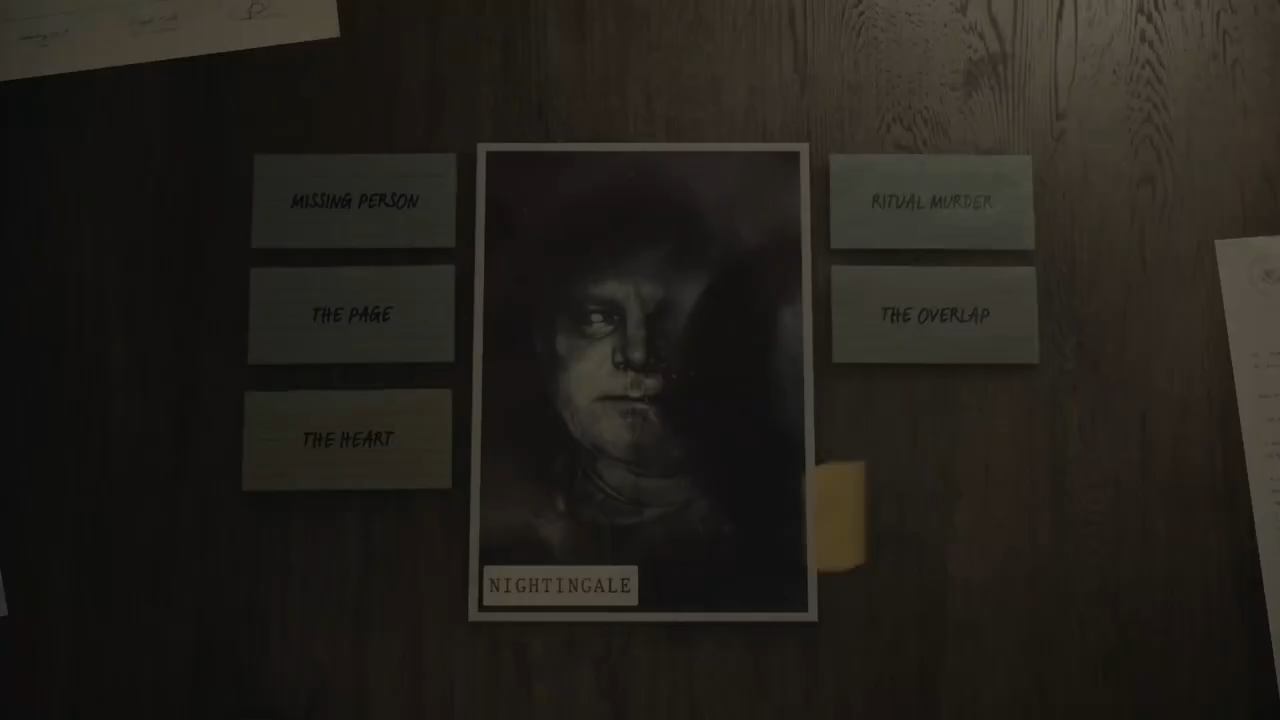 MISSING PERSON
THE PAGE
THE HEART
NIGHTINGALE
RITUAL MURDER
THE OVERLAP